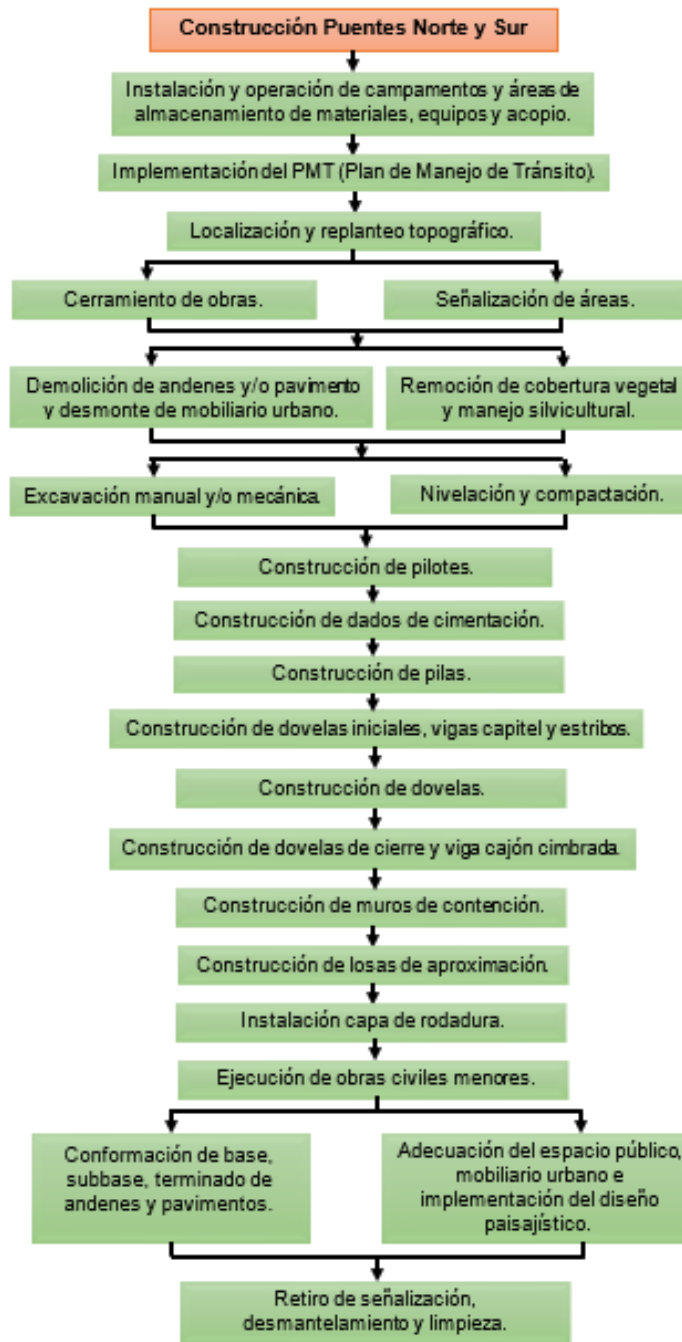 Construcción Puentes Norte y Sur
Instalación y operación de campamentos y áreas de
almacenamiento de materiales, equipos y acopio.
Implementación del PMT (Plan de Manejo de Tránsito).
Localización y replanteo topográfico.
Cerramiento de obras.
Señalización de áreas.
Demolición de andenes y/o pavimento
y desmonte de mobiliario urbano.
Remoción de cobertura vegetal
y manejo silvicultural.
Excavación manual y/o mecánica.
Nivelación y compactación.
Construcción de pilotes.
Construcción de dados de cimentación.
Construcción de pilas.
Construcción de dovelas iniciales, vigas capitel y estribos.
Construcción de dovelas.
Construcción de dovelas de cierre y viga cajón cimbrada.
Construcción de muros de contención.
Construcción de losas de aproximación.
Instalación capa de rodadura.
Ejecución de obras civiles menores.
Conformación de base,
subbase, terminado de
andenes y pavimentos.
Adecuación del espacio público,
mobiliario urbano e
implementación del diseño
paisajístico.
Retiro de señalización,
desmantelamiento y limpieza.